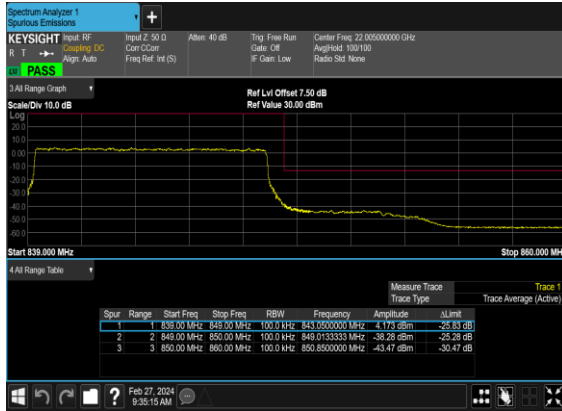 Spectrum Analyzer 1
Spurious Emissions
KEYSIGHT Input: RF Input Z: 50 Ω Atten: 40 dB Trig: Free Run Center Freq: 22.005000000 GHz
R T Coupling: DC Corr CCorr Gate: Off Avg|Hold: 100/100
Align: Auto Freq Ref: Int (S) IF Gain: Low Radio Std: None
PASS
3 All Range Graph
Ref Lvl Offset 7.50 dB
Scale/Div 10.0 dB Ref Value 30.00 dBm
Log
20.0
10.0
0.00
-10.0
-20.0
-30.0
-40.0
-50.0
-60.0
Start 839.000 MHz Stop 860.000 MH
4 All Range Table
Measure Trace Trace 1
Trace Type Trace Average (Active)
Spur Range Start Freq Stop Freq RBW Frequency Amplitude ΔLimit
1 1 839.00 MHz 849.00 MHz 100.0 kHz 843.0500000 MHz 4.173 dBm -25.83 dB
2 2 849.00 MHz 850.00 MHz 100.0 kHz 849.0133333 MHz -38.28 dBm -25.28 dB
3 3 850.00 MHz 860.00 MHz 100.0 kHz 850.8500000 MHz -43.47 dBm -30.47 dB
Feb 27, 2024
9:35:15 AM